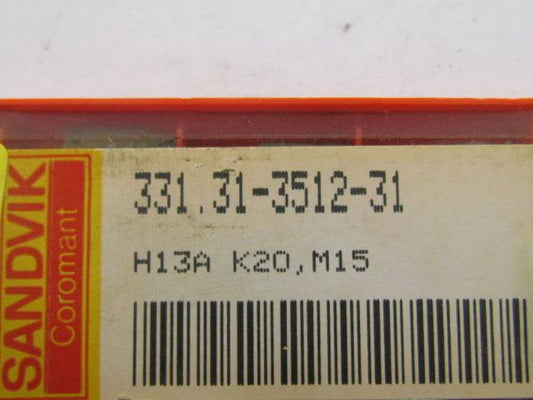 SANDVIK
Coromant
331.31-3512-31
H13A K20,M15